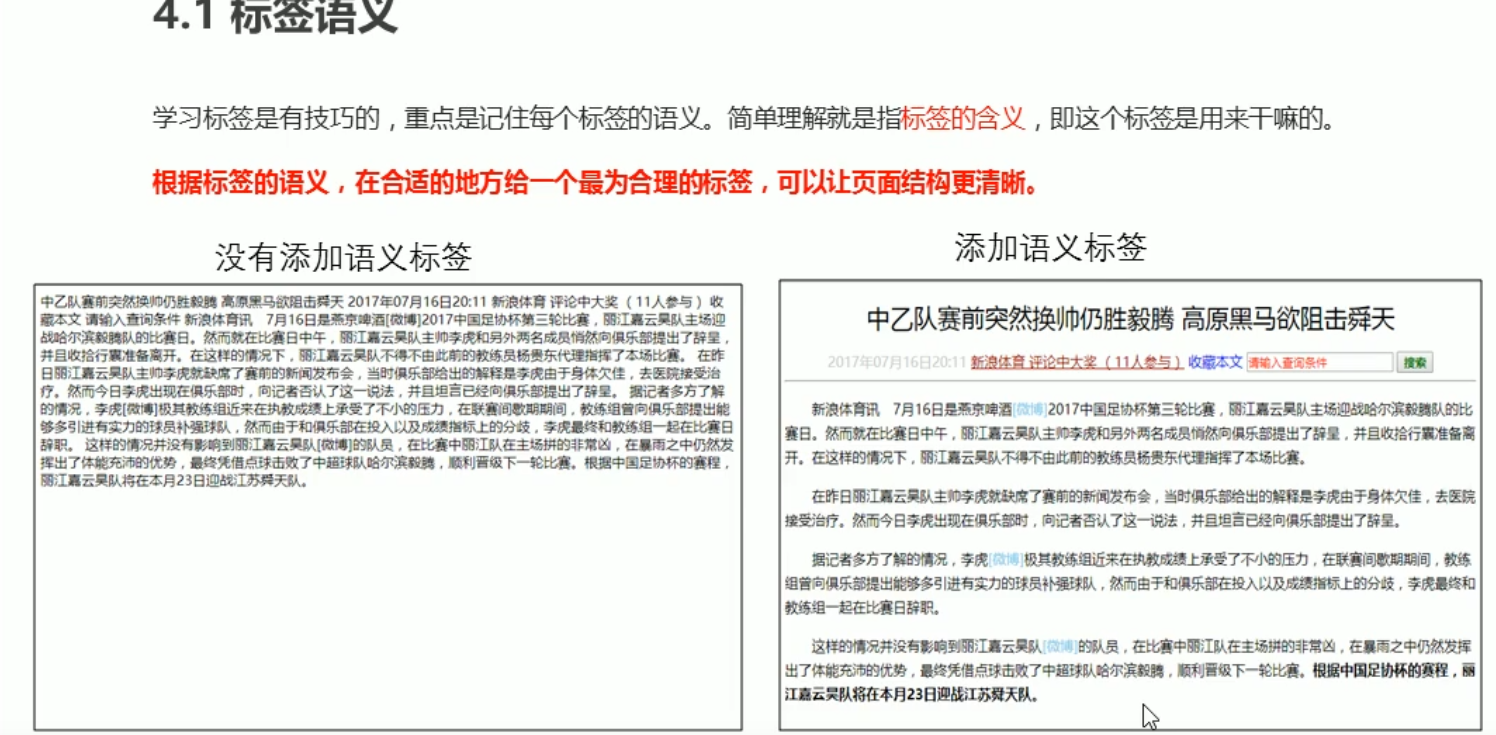 4.1 标签语义
学习标签是有技巧的，重点是记住每个标签的语义。简单理解就是指标签的含义，即这个标签是用来干嘛的。
根据标签的语义，在合适的地方给一个最为合理的标签，可以让页面结构更清晰。
没有添加语义标签
中乙队赛前突然换帅仍胜毅腾 高原黑马欲阻击舜天 2017年07月16日20:11 新浪体育 评论中大奖（11人参与）收
藏本文 请输入查询条件 新浪体育讯　7月16日是燕京啤酒[微博]2017中国足协杯第三轮比赛，丽江嘉云昊队主场迎
战哈尔滨毅腾队的比赛日。然而就在比赛日中午，丽江嘉云昊队主帅李虎和另外两名成员悄然向俱乐部提出了辞呈，
并且收拾行囊准备离开。在这样的情况下，丽江嘉云昊队不得不由此前的教练员杨贵东代理指挥了本场比赛。 在昨
日丽江嘉云昊队主帅李虎就缺席了赛前的新闻发布会，当时俱乐部给出的解释是李虎由于身体欠佳，去医院接受治
疗。然而今日李虎出现在俱乐部时，向记者否认了这一说法，并且坦言已经向俱乐部提出了辞呈。 据记者多方了解
的情况，李虎[微博]极其教练组近来在执教成绩上承受了不小的压力，在联赛间歇期期间，教练组曾向俱乐部提出能
够多引进有实力的球员补强球队，然而由于和俱乐部在投入以及成绩指标上的分歧，李虎最终和教练组一起在比赛日
辞职。 这样的情况并没有影响到丽江嘉云昊队[微博]的队员，在比赛中丽江队在主场拼的非常凶，在暴雨之中仍然发
挥出了体能充沛的优势，最终凭借点球击败了中超球队哈尔滨毅腾，顺利晋级下一轮比赛。根据中国足协杯的赛程，
丽江嘉云昊队将在本月23日迎战江苏舜天队。
添加语义标签
中乙队赛前突然换帅仍胜毅腾 高原黑马欲阻击舜天
2017年07月16日20:11 新浪体育 评论中大奖（11人参与） 收藏本文 请输入查询条件 搜索
新浪体育讯　7月16日是燕京啤酒[微博]2017中国足协杯第三轮比赛，丽江嘉云昊队主场迎战哈尔滨毅腾队的比
赛日。然而就在比赛日中午，丽江嘉云昊队主帅李虎和另外两名成员悄然向俱乐部提出了辞呈，并且收拾行囊准备离
开。在这样的情况下，丽江嘉云昊队不得不由此前的教练员杨贵东代理指挥了本场比赛。
在昨日丽江嘉云昊队主帅李虎就缺席了赛前的新闻发布会，当时俱乐部给出的解释是李虎由于身体欠佳，去医院
接受治疗。然而今日李虎出现在俱乐部时，向记者否认了这一说法，并且坦言已经向俱乐部提出了辞呈。
据记者多方了解的情况，李虎[微博]极其教练组近来在执教成绩上承受了不小的压力，在联赛间歇期期间，教练
组曾向俱乐部提出能够多引进有实力的球员补强球队，然而由于和俱乐部在投入以及成绩指标上的分歧，李虎最终和
教练组一起在比赛日辞职。
这样的情况并没有影响到丽江嘉云昊队[微博]的队员，在比赛中丽江队在主场拼的非常凶，在暴雨之中仍然发挥
出了体能充沛的优势，最终凭借点球击败了中超球队哈尔滨毅腾，顺利晋级下一轮比赛。根据中国足协杯的赛程，丽
江嘉云昊队将在本月23日迎战江苏舜天队。